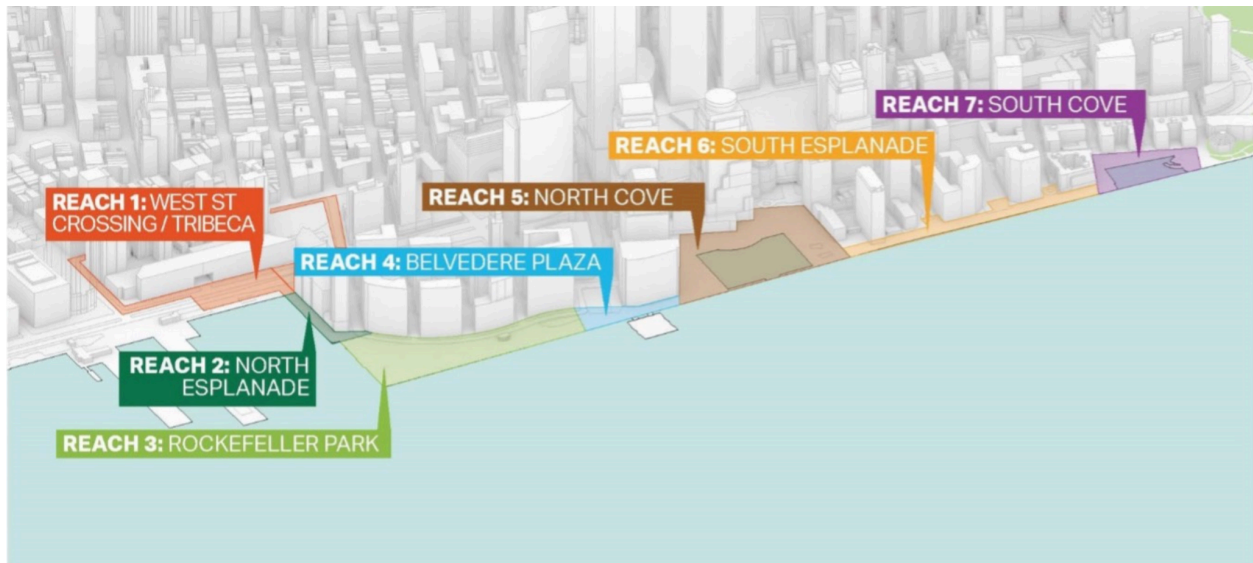 REACH 1: WEST ST
CROSSING / TRIBECA
REACH 2: NORTH
ESPLANADE
REACH 3: ROCKEFELLER PARK
REACH 4: BELVEDERE PLAZA
REACH 5: NORTH COVE
REACH 6: SOUTH ESPLANADE
REACH 7: SOUTH COVE